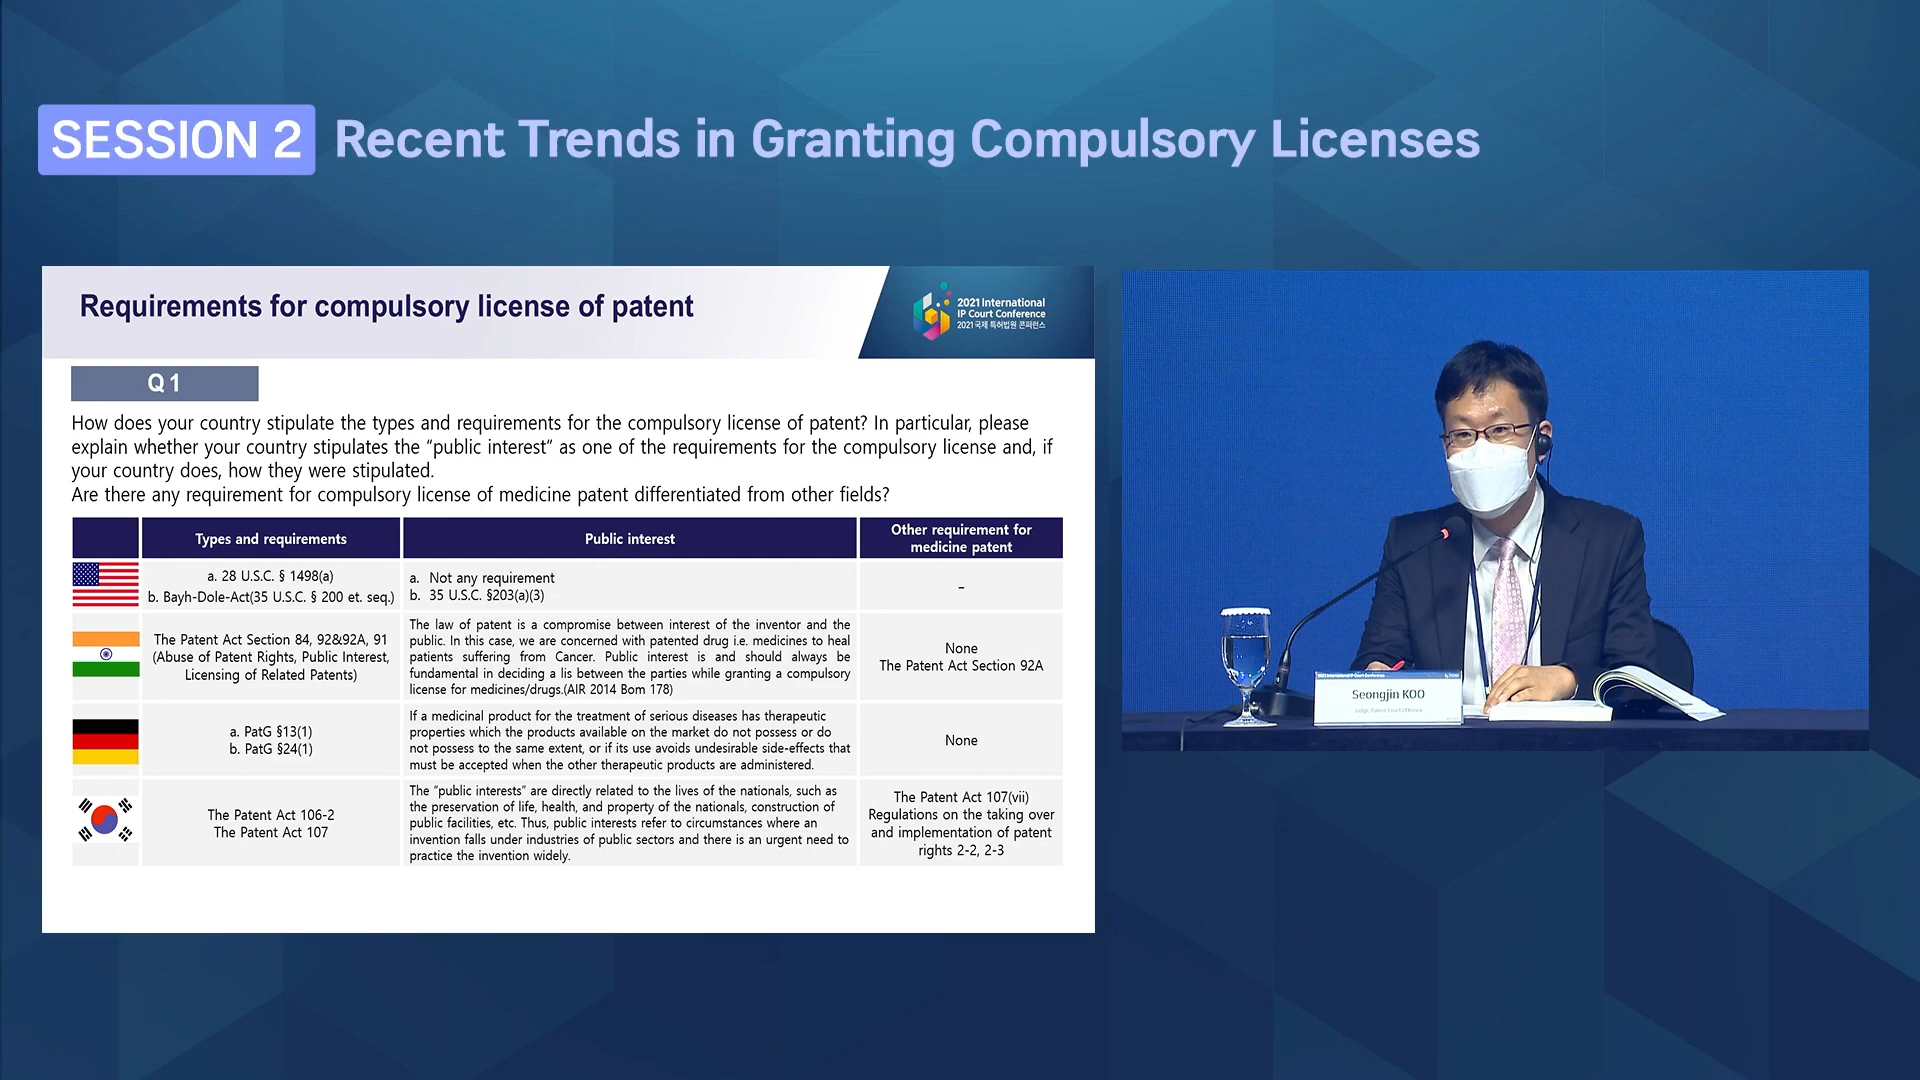 SESSION 2 Recent Trends in Granting Compulsory Licenses
Requirements for compulsory license of patent
2021 International
IP Court Conference
2021 국제 특허법원 콘퍼런스
Q 1
How does your country stipulate the types and requirements for the compulsory license of patent? In particular, please
explain whether your country stipulates the “public interest” as one of the requirements for the compulsory license and, if
your country does, how they were stipulated.
Are there any requirement for compulsory license of medicine patent differentiated from other fields?
Types and requirements
Public interest
Other requirement for
medicine patent
a. 28 U.S.C. § 1498(a)
b. Bayh-Dole-Act(35 U.S.C. § 200 et. seq.)
a. Not any requirement
b. 35 U.S.C. §203(a)(3)
–
The Patent Act Section 84, 92&92A, 91
(Abuse of Patent Rights, Public Interest,
Licensing of Related Patents)
The law of patent is a compromise between interest of the inventor and the
public. In this case, we are concerned with patented drug i.e. medicines to heal
patients suffering from Cancer. Public interest is and should always be
fundamental in deciding a lis between the parties while granting a compulsory
license for medicines/drugs.(AIR 2014 Bom 178)
None
The Patent Act Section 92A
a. PatG §13(1)
b. PatG §24(1)
If a medicinal product for the treatment of serious diseases has therapeutic
properties which the products available on the market do not possess or do
not possess to the same extent, or if its use avoids undesirable side-effects that
must be accepted when the other therapeutic products are administered.
None
The Patent Act 106-2
The Patent Act 107
The “public interests” are directly related to the lives of the nationals, such as
the preservation of life, health, and property of the nationals, construction of
public facilities, etc. Thus, public interests refer to circumstances where an
invention falls under industries of public sectors and there is an urgent need to
practice the invention widely.
The Patent Act 107(vii)
Regulations on the taking over
and implementation of patent
rights 2-2, 2-3
2021 International IP Court Conference
Seongjin KOO
Judge, Patent Court of Korea